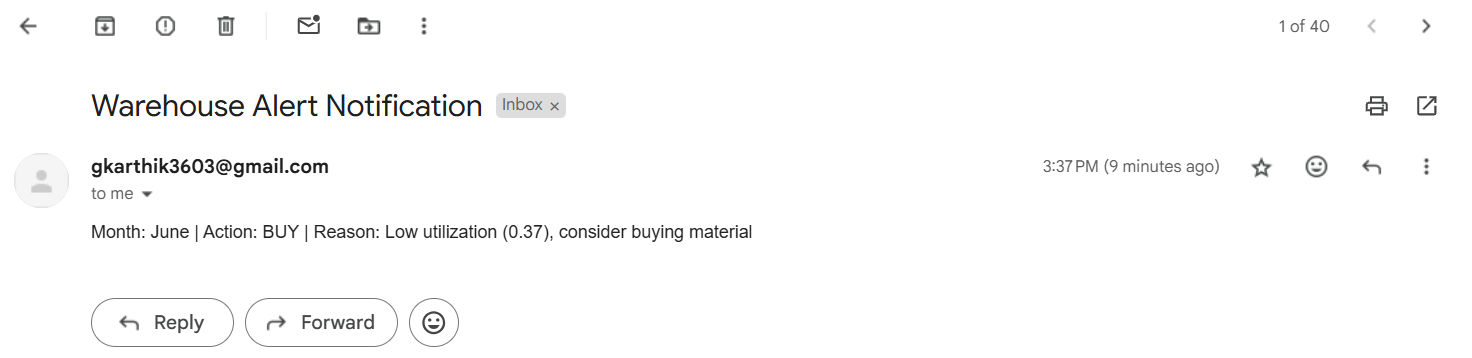 1 of 40
Warehouse Alert Notification Inbox ×
gkarthik3603@gmail.com 3:37 PM (9 minutes ago)
to me
Month: June | Action: BUY | Reason: Low utilization (0.37), consider buying material
Reply Forward